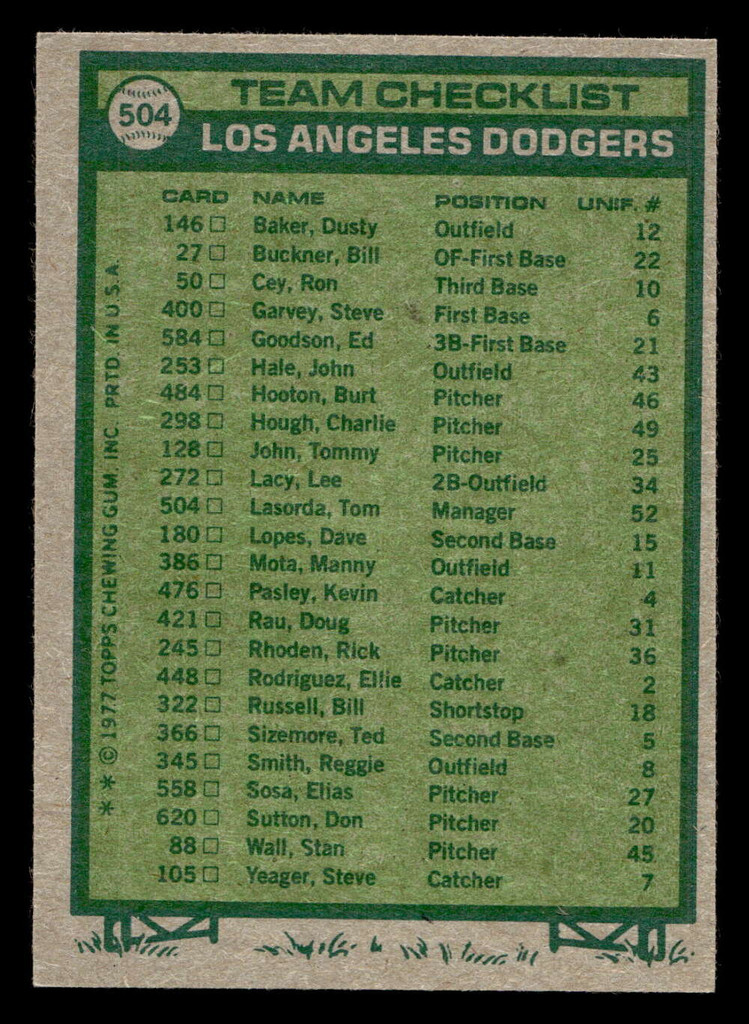 504
TEAM CHECKLIST
LOS ANGELES DODGERS
CARD NAME POSITION UNIF. #
146 □ Baker, Dusty Outfield 12
27 □ Buckner, Bill OF-First Base 22
50 □ Cey, Ron Third Base 10
400 □ Garvey, Steve First Base 6
584 □ Goodson, Ed 3B-First Base 21
253 □ Hale, John Outfield 43
484 □ Hooton, Burt Pitcher 46
298 □ Hough, Charlie Pitcher 49
128 □ John, Tommy Pitcher 25
272 □ Lacy, Lee 2B-Outfield 34
504 □ Lasorda, Tom Manager 52
180 □ Lopes, Dave Second Base 15
386 □ Mota, Manny Outfield 11
476 □ Pasley, Kevin Catcher 4
421 □ Rau, Doug Pitcher 31
245 □ Rhoden, Rick Pitcher 36
448 □ Rodriguez, Ellie Catcher 2
322 □ Russell, Bill Shortstop 18
366 □ Sizemore, Ted Second Base 5
345 □ Smith, Reggie Outfield 8
558 □ Sosa, Elias Pitcher 27
620 □ Sutton, Don Pitcher 20
88 □ Wall, Stan Pitcher 45
105 □ Yeager, Steve Catcher 7
* * © 1977 TOPPS CHEWING GUM, INC. PRTD. IN U.S.A.